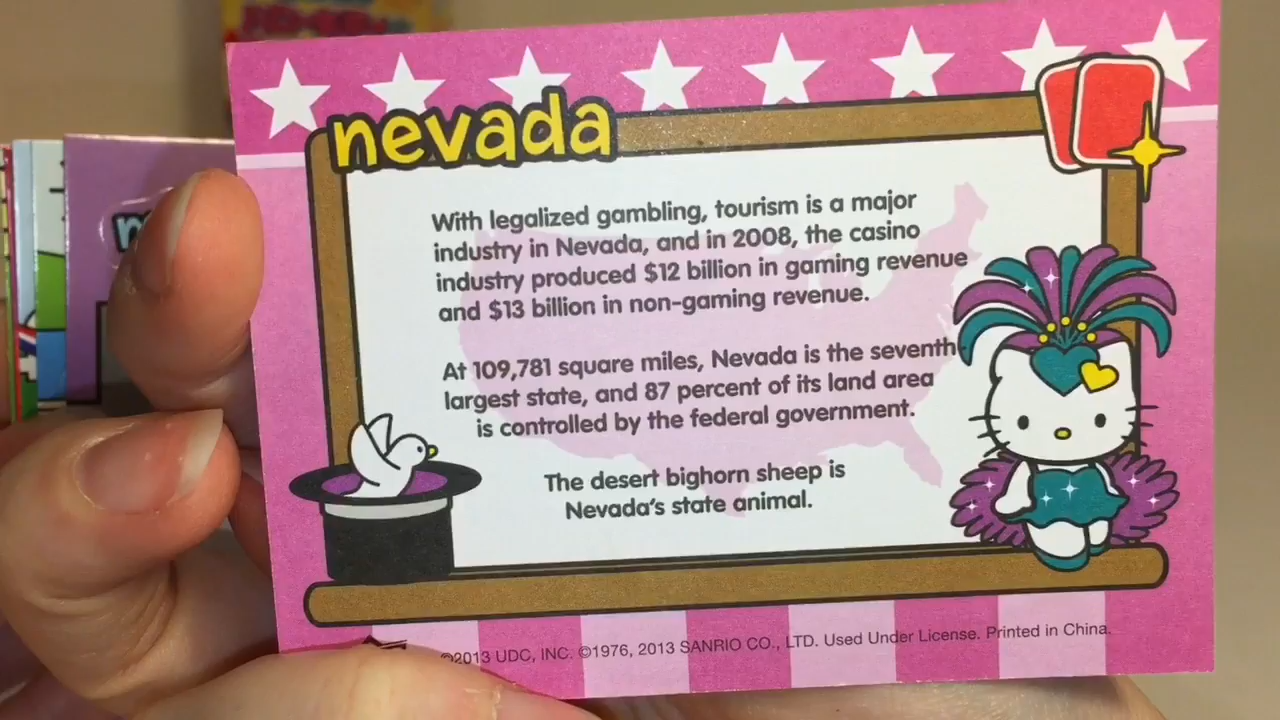 nevada
With legalized gambling, tourism is a major
industry in Nevada, and in 2008, the casino
industry produced $12 billion in gaming revenue
and $13 billion in non-gaming revenue.
At 109,781 square miles, Nevada is the seventh
largest state, and 87 percent of its land area
is controlled by the federal government.
The desert bighorn sheep is
Nevada's state animal.
©2013 UDC, INC. ©1976, 2013 SANRIO CO., LTD. Used Under License. Printed in China.